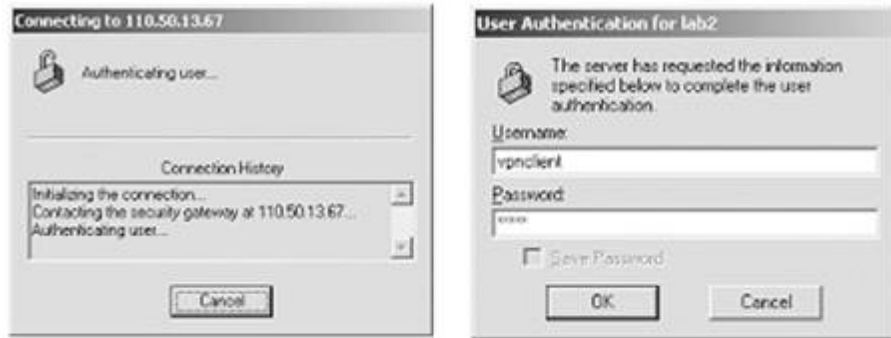 Connecting to 110.50.13.67
Authenticating user...
Connection History
Initializing the connection...
Contacting the security gateway at 110.50.13.67...
Authenticating user...
Cancel
User Authentication for lab2
The server has requested the information
specified below to complete the user
authentication.
Username:
vpnclient
Password:
*****
Save Password
OK
Cancel